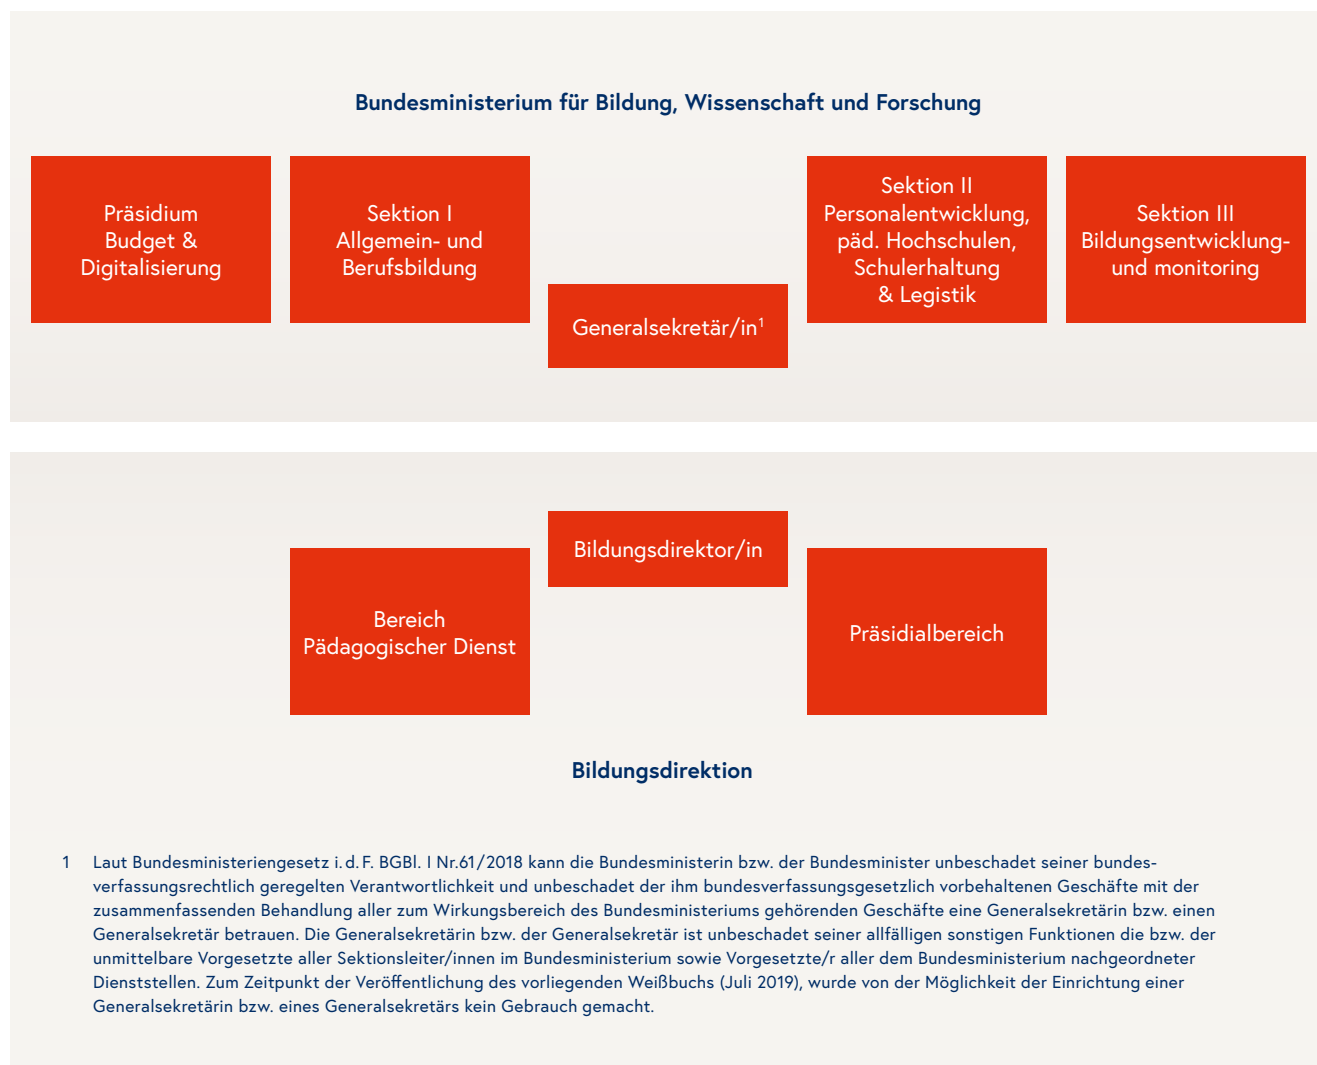 Bundesministerium für Bildung, Wissenschaft und Forschung
Präsidium
Budget &
Digitalisierung
Sektion I
Allgemein- und
Berufsbildung
Generalsekretär/in¹
Sektion II
Personalentwicklung,
päd. Hochschulen,
Schulerhaltung
& Legistik
Sektion III
Bildungsentwicklung-
und monitoring
Bildungsdirektor/in
Bereich
Pädagogischer Dienst
Präsidialbereich
Bildungsdirektion
1 Laut Bundesministeriengesetz i. d. F. BGBl. I Nr.61/2018 kann die Bundesministerin bzw. der Bundesminister unbeschadet seiner bundes-
verfassungsrechtlich geregelten Verantwortlichkeit und unbeschadet der ihm bundesverfassungsgesetzlich vorbehaltenen Geschäfte mit der
zusammenfassenden Behandlung aller zum Wirkungsbereich des Bundesministeriums gehörenden Geschäfte eine Generalsekretärin bzw. einen
Generalsekretär betrauen. Die Generalsekretärin bzw. der Generalsekretär ist unbeschadet seiner allfälligen sonstigen Funktionen die bzw. der
unmittelbare Vorgesetzte aller Sektionsleiter/innen im Bundesministerium sowie Vorgesetzte/r aller dem Bundesministerium nachgeordneter
Dienststellen. Zum Zeitpunkt der Veröffentlichung des vorliegenden Weißbuchs (Juli 2019), wurde von der Möglichkeit der Einrichtung einer
Generalsekretärin bzw. eines Generalsekretärs kein Gebrauch gemacht.